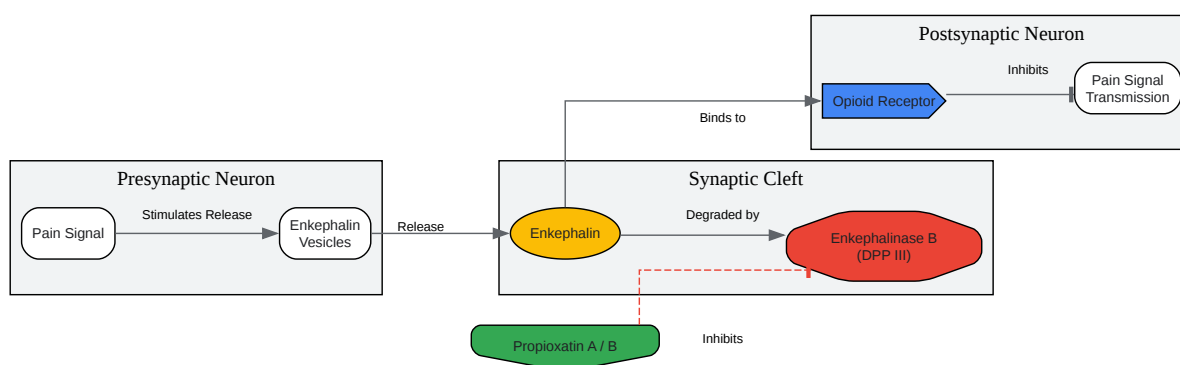 Postsynaptic Neuron
Inhibits
Opioid Receptor
Pain Signal
Transmission
Binds to
Presynaptic Neuron
Stimulates Release
Pain Signal
Enkephalin
Vesicles
Release
Synaptic Cleft
Degraded by
Enkephalin
Enkephalinase B
(DPP III)
Propioxatin A / B
Inhibits